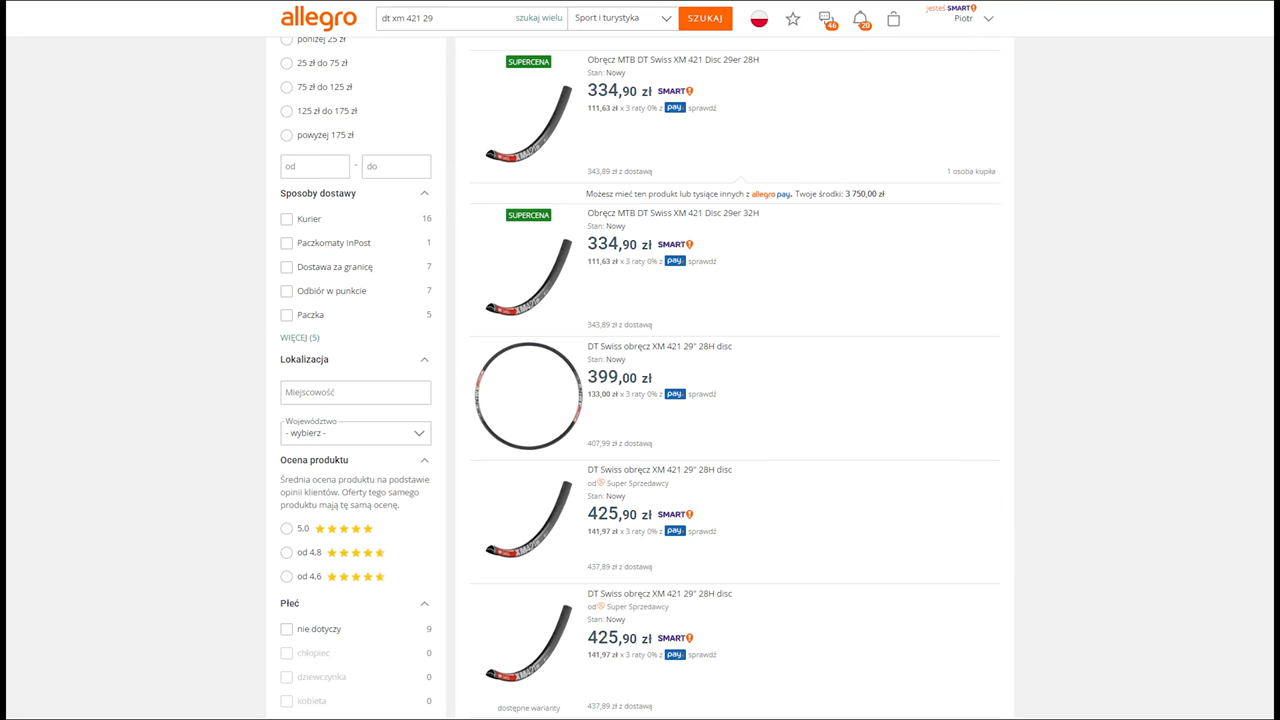 allegro
dt xm 421 29
szukaj wielu
Sport i turystyka
SZUKAJ
46
20
jesteś SMART!
Piotr
poniżej 25 zł
25 zł do 75 zł
75 zł do 125 zł
125 zł do 175 zł
powyżej 175 zł
od - do
Sposoby dostawy
Kurier 16
Paczkomaty InPost 1
Dostawa za granicę 7
Odbiór w punkcie 7
Paczka 5
WIĘCEJ (5)
Lokalizacja
Miejscowość
Województwo
- wybierz -
Ocena produktu
Średnia ocena produktu na podstawie
opinii klientów. Oferty tego samego
produktu mają tę samą ocenę.
5,0
od 4,8
od 4,6
Płeć
nie dotyczy 9
chłopiec 0
dziewczynka 0
kobieta 0
SUPERCENA
Obręcz MTB DT Swiss XM 421 Disc 29er 28H
Stan: Nowy
334,90 zł SMART!
111,63 zł x 3 raty 0% z pay sprawdź
343,89 zł z dostawą
1 osoba kupiła
Możesz mieć ten produkt lub tysiące innych z allegro pay. Twoje środki: 3 750,00 zł
SUPERCENA
Obręcz MTB DT Swiss XM 421 Disc 29er 32H
Stan: Nowy
334,90 zł SMART!
111,63 zł x 3 raty 0% z pay sprawdź
343,89 zł z dostawą
DT Swiss obręcz XM 421 29" 28H disc
Stan: Nowy
399,00 zł
133,00 zł x 3 raty 0% z pay sprawdź
407,99 zł z dostawą
DT Swiss obręcz XM 421 29" 28H disc
od Super Sprzedawcy
Stan: Nowy
425,90 zł SMART!
141,97 zł x 3 raty 0% z pay sprawdź
437,89 zł z dostawą
DT Swiss obręcz XM 421 29" 28H disc
od Super Sprzedawcy
Stan: Nowy
425,90 zł SMART!
141,97 zł x 3 raty 0% z pay sprawdź
dostępne warianty
437,89 zł z dostawą